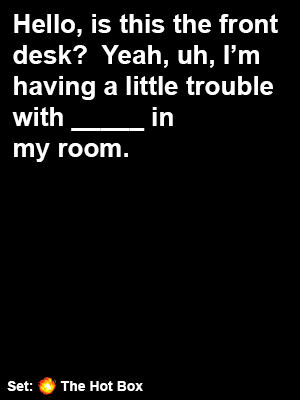 Hello, is this the front
desk?  Yeah, uh, I’m
having a little trouble
with _____ in
my room.
Set: The Hot Box